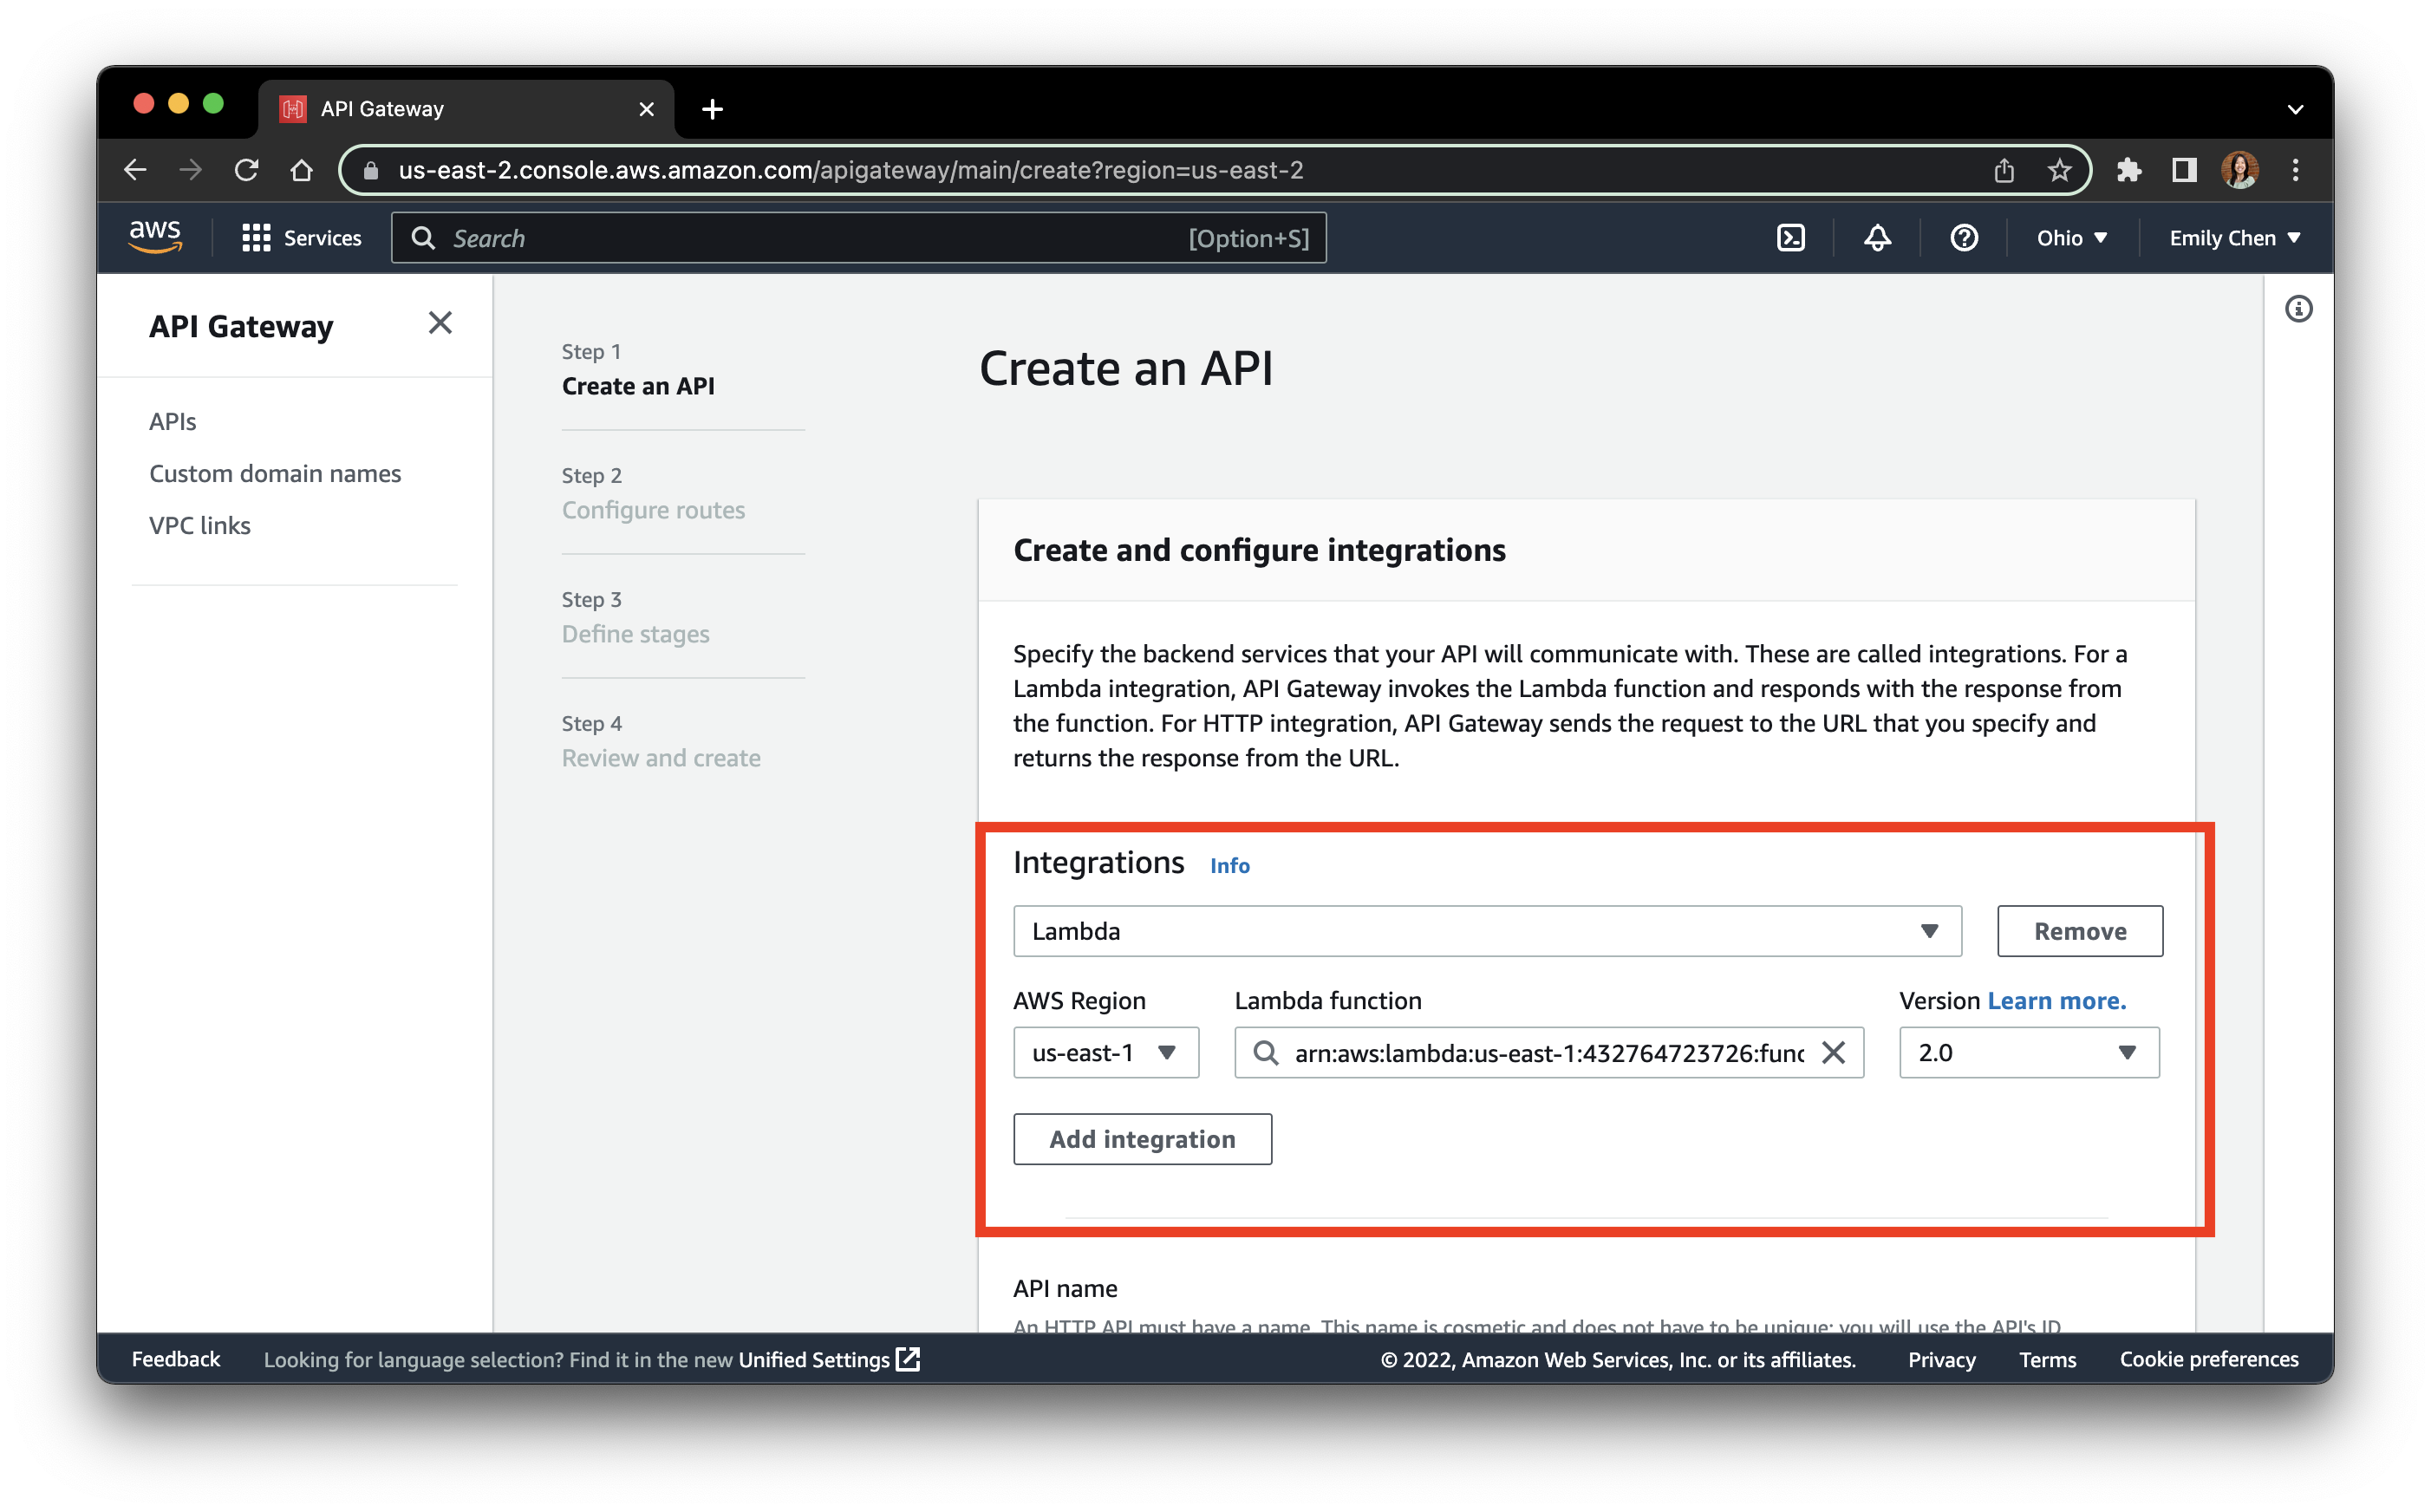 API Gateway
us-east-2.console.aws.amazon.com/apigateway/main/create?region=us-east-2
aws
Services
Search
[Option+S]
Ohio
Emily Chen
API Gateway
APIs
Custom domain names
VPC links
Step 1
Create an API
Step 2
Configure routes
Step 3
Define stages
Step 4
Review and create
Create an API
Create and configure integrations
Specify the backend services that your API will communicate with. These are called integrations. For a
Lambda integration, API Gateway invokes the Lambda function and responds with the response from
the function. For HTTP integration, API Gateway sends the request to the URL that you specify and
returns the response from the URL.
Integrations Info
Lambda
Remove
AWS Region
us-east-1
Lambda function
arn:aws:lambda:us-east-1:432764723726:func
Version Learn more.
2.0
Add integration
API name
An HTTP API must have a name. This name is cosmetic and does not have to be unique; you will use the API's ID
Feedback
Looking for language selection? Find it in the new Unified Settings
© 2022, Amazon Web Services, Inc. or its affiliates.
Privacy
Terms
Cookie preferences